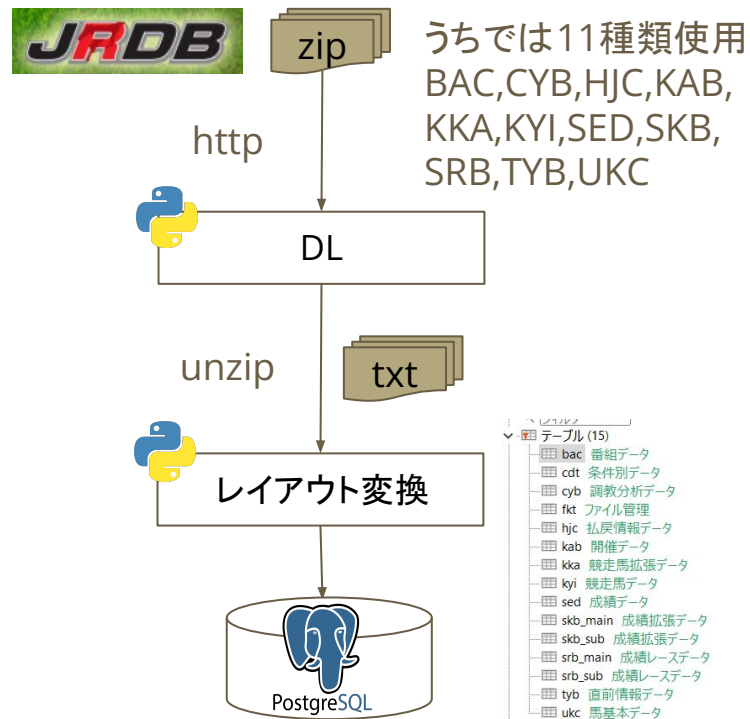 JRDB
zip
うちでは11種類使用
BAC,CYB,HJC,KAB,
KKA,KYI,SED,SKB,
SRB,TYB,UKC
http
DL
unzip
txt
レイアウト変換
PostgreSQL
テーブル (15)
bac 番組データ
cdt 条件別データ
cyb 調教分析データ
fkt ファイル管理
hjc 払戻情報データ
kab 開催データ
kka 競走馬拡張データ
kyi 競走馬データ
sed 成績データ
skb_main 成績拡張データ
skb_sub 成績拡張データ
srb_main 成績レースデータ
srb_sub 成績レースデータ
tyb 直前情報データ
ukc 馬基本データ